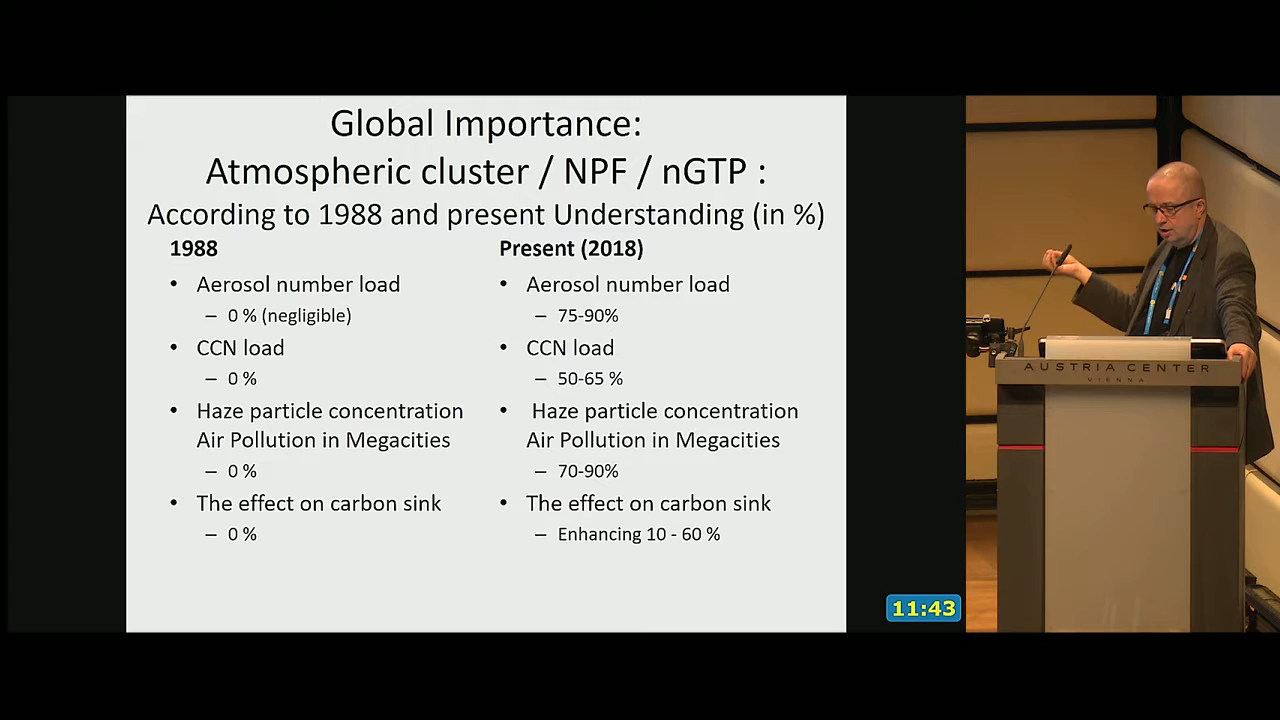 Global Importance:
Atmospheric cluster / NPF / nGTP :
According to 1988 and present Understanding (in %)
1988
• Aerosol number load
– 0 % (negligible)
• CCN load
– 0 %
• Haze particle concentration
Air Pollution in Megacities
– 0 %
• The effect on carbon sink
– 0 %
Present (2018)
• Aerosol number load
– 75-90%
• CCN load
– 50-65 %
• Haze particle concentration
Air Pollution in Megacities
– 70-90%
• The effect on carbon sink
– Enhancing 10 - 60 %
11:43
AUSTRIA CENTER
VIENNA